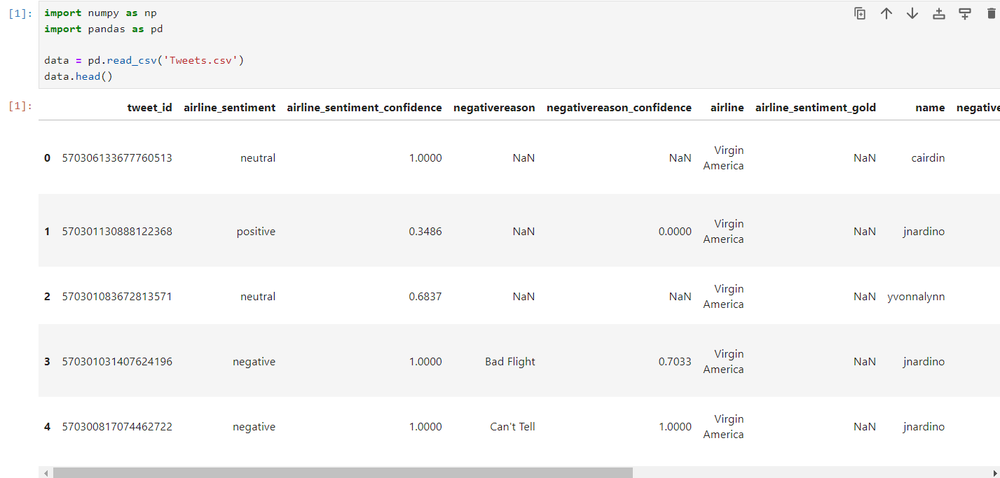 [1]: import numpy as np
import pandas as pd
data = pd.read_csv('Tweets.csv')
data.head()
[1]: tweet_id airline_sentiment airline_sentiment_confidence negativereason negativereason_confidence airline airline_sentiment_gold name negative
0 570306133677760513 neutral 1.0000 NaN NaN Virgin America NaN cairdin
1 570301130888122368 positive 0.3486 NaN 0.0000 Virgin America NaN jnardino
2 570301083672813571 neutral 0.6837 NaN NaN Virgin America NaN yvonnalynn
3 570301031407624196 negative 1.0000 Bad Flight 0.7033 Virgin America NaN jnardino
4 570300817074462722 negative 1.0000 Can't Tell 1.0000 Virgin America NaN jnardino